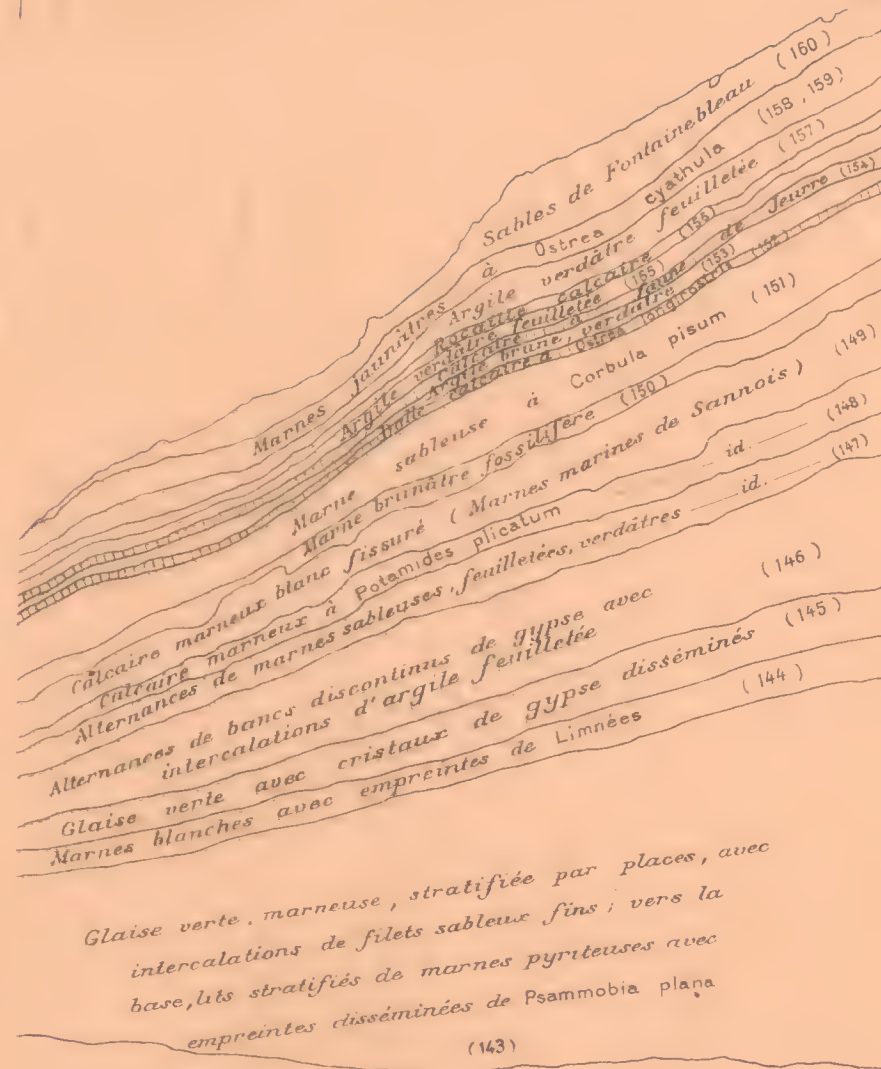 Sables de Fontainebleau (160)
Marnes jaunâtres à Ostrea cyathula (158, 159)
Argile verdâtre feuilletée (157)
Rocaille calcaire (156)
Argile verdâtre feuilletée (155)
Calcaire à faune de Jeurre (154)
Argile brune, verdâtre (153)
Dalle calcaire à Ostrea longirostris (152)
Marne sableuse à Corbula pisum (151)
Marne brunâtre fossilifère (150)
Calcaire marneux blanc fissuré (Marnes marines de Sannois) (149)
Calcaire marneux à Potamides plicatum — id. — (148)
Alternances de marnes sableuses, feuilletées, verdâtres — id. — (147)
Alternances de bancs discontinus de gypse avec (146)
intercalations d'argile feuilletée
Glaise verte avec cristaux de gypse disséminés (145)
Marnes blanches avec empreintes de Limnées (144)
Glaise verte, marneuse, stratifiée par places, avec
intercalations de filets sableux fins; vers la
base, lits stratifiés de marnes pyriteuses avec
empreintes disséminées de Psammobia plana
(143)